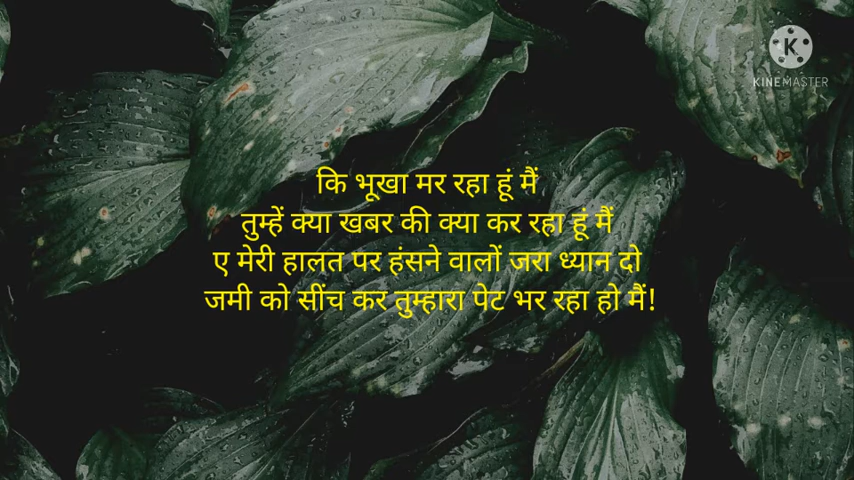 KINEMASTER
कि भूखा मर रहा हूं मैं
तुम्हें क्या खबर की क्या कर रहा हूं मैं
ए मेरी हालत पर हंसने वालों जरा ध्यान दो
जमी को सींच कर तुम्हारा पेट भर रहा हो मैं!